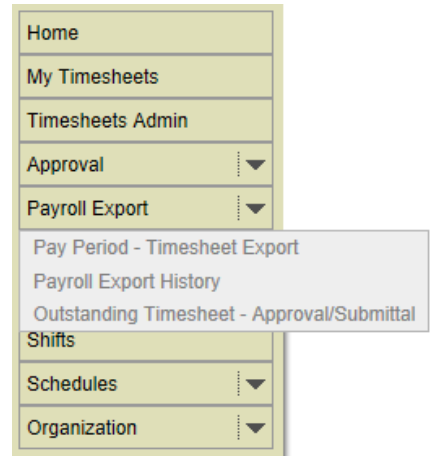 Home
My Timesheets
Timesheets Admin
Approval
Payroll Export
Pay Period - Timesheet Export
Payroll Export History
Outstanding Timesheet - Approval/Submittal
Shifts
Schedules
Organization